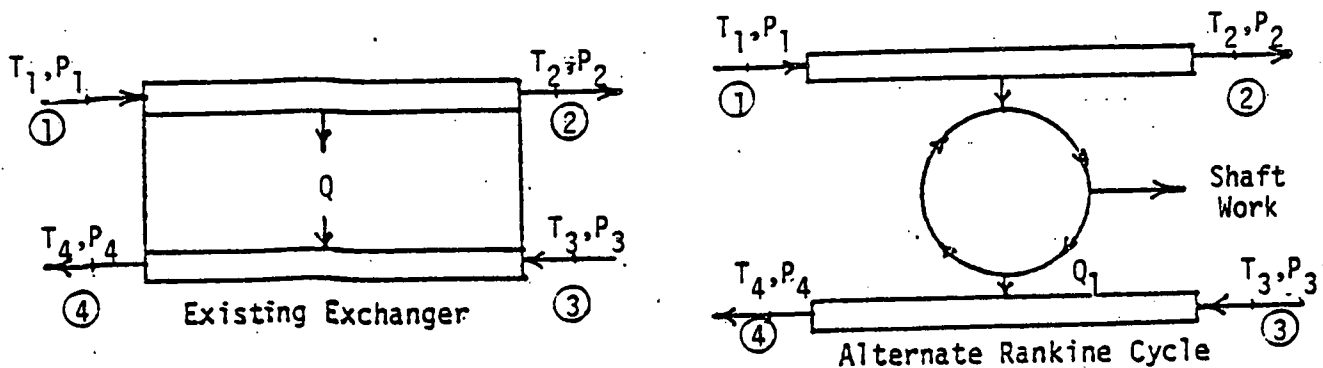 T1,P1
T2,P2
①
②
Q
T4,P4
T3,P3
④
③
Existing Exchanger
T1,P1
T2,P2
①
②
Shaft
Work
Q1
T4,P4
T3,P3
④
③
Alternate Rankine Cycle